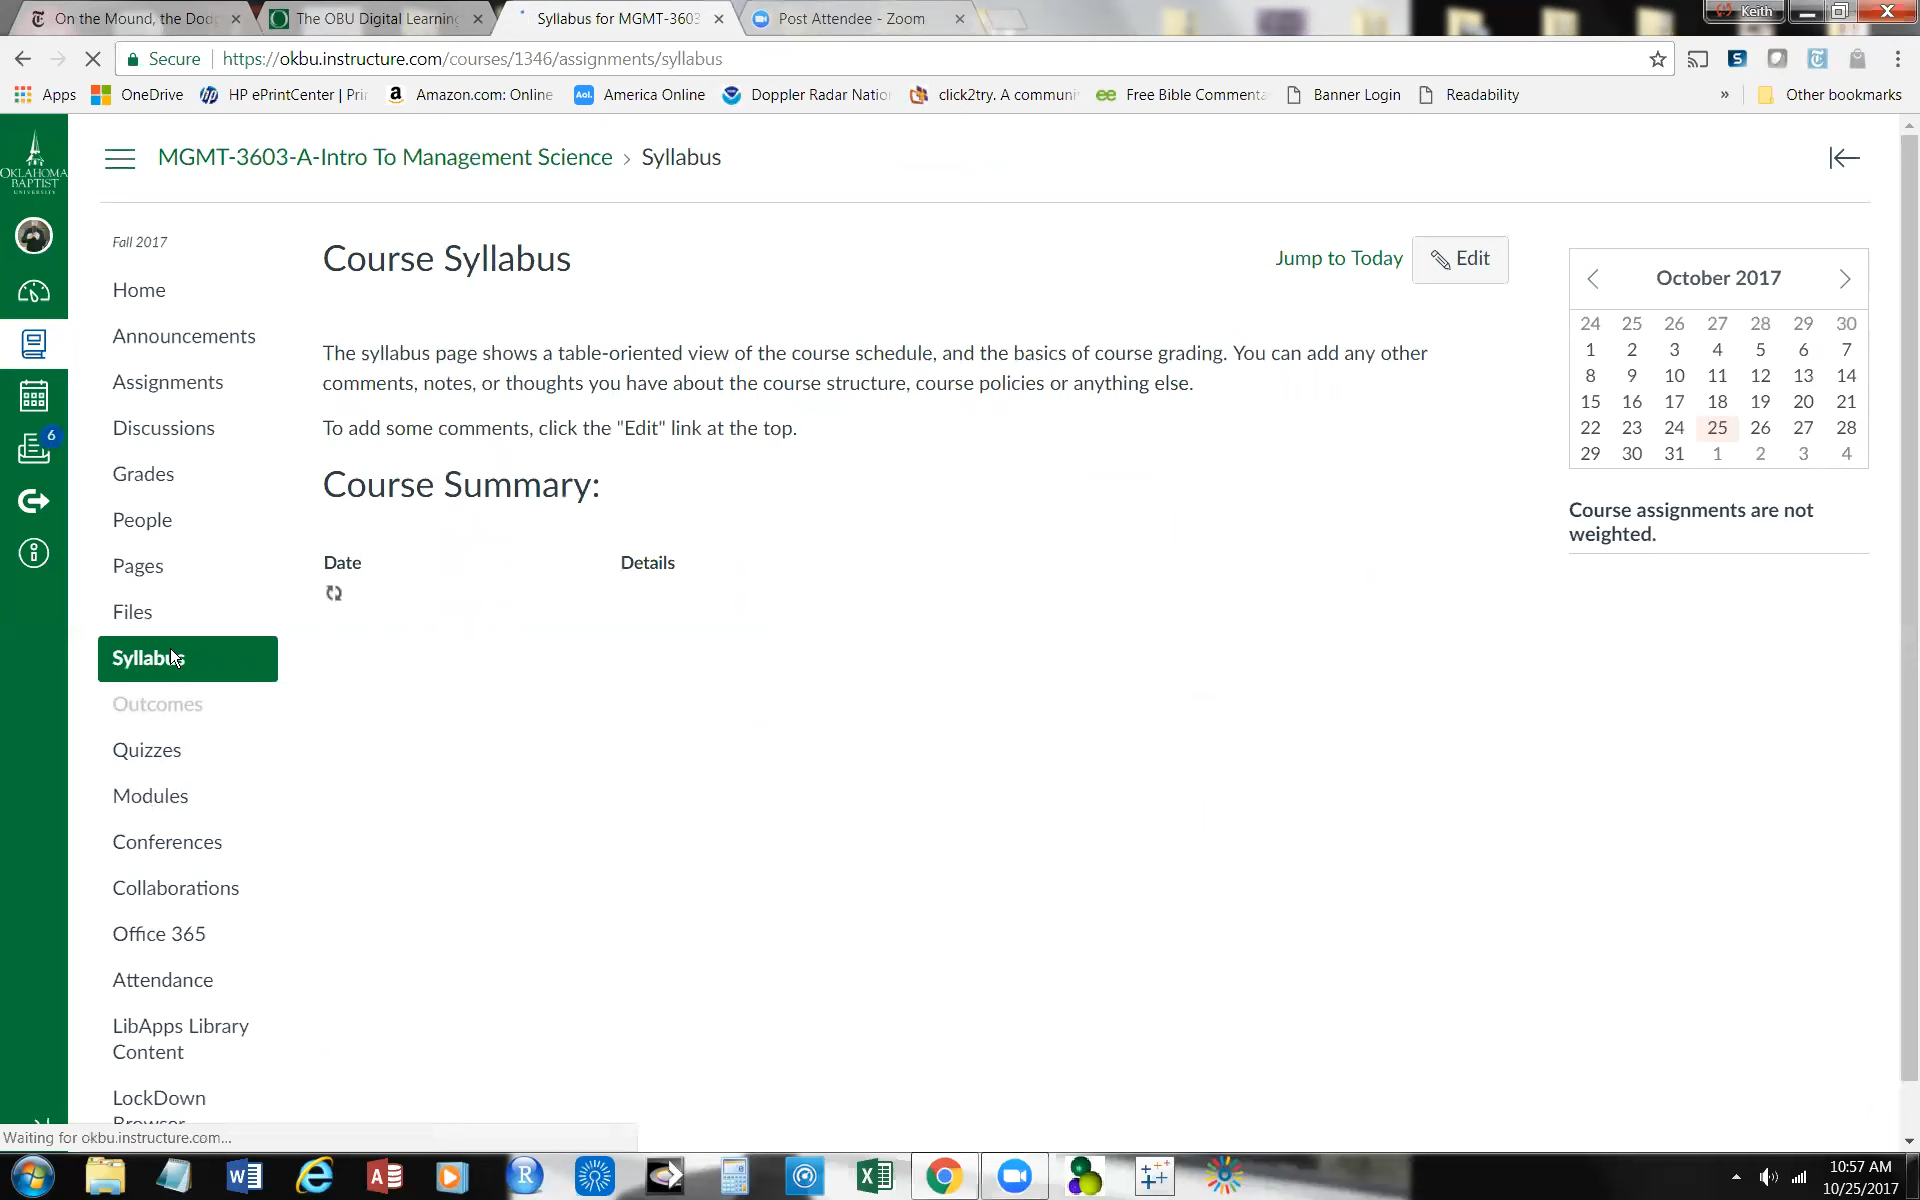 On the Mound, the Dod
The OBU Digital Learning
Syllabus for MGMT-3603
Post Attendee - Zoom
Keith
Secure
https://okbu.instructure.com/courses/1346/assignments/syllabus
Apps
OneDrive
HP ePrintCenter | Pri
Amazon.com: Online
Aol.
America Online
Doppler Radar Natio
click2try. A communi
Free Bible Commenta
Banner Login
Readability
»
Other bookmarks
OKLAHOMA
BAPTIST
UNIVERSITY
MGMT-3603-A-Intro To Management Science › Syllabus
Fall 2017
Home
Announcements
Assignments
Discussions
Grades
People
Pages
Files
Syllabus
Outcomes
Quizzes
Modules
Conferences
Collaborations
Office 365
Attendance
LibApps Library
Content
LockDown
Browser
6
Course Syllabus
Jump to Today
Edit
The syllabus page shows a table-oriented view of the course schedule, and the basics of course grading. You can add any other
comments, notes, or thoughts you have about the course structure, course policies or anything else.
To add some comments, click the "Edit" link at the top.
Course Summary:
Date Details
October 2017
24 25 26 27 28 29 30
1 2 3 4 5 6 7
8 9 10 11 12 13 14
15 16 17 18 19 20 21
22 23 24 25 26 27 28
29 30 31 1 2 3 4
Course assignments are not
weighted.
Waiting for okbu.instructure.com...
10:57 AM
10/25/2017